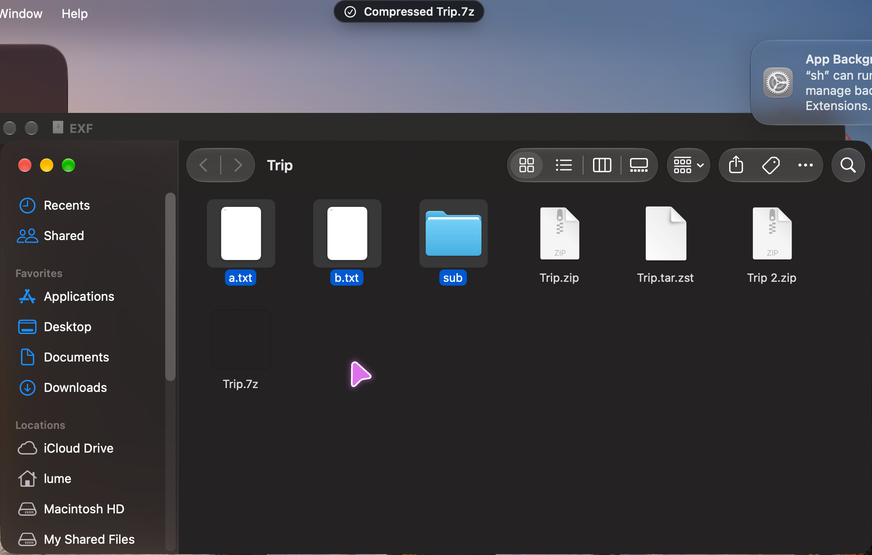 Window Help
Compressed Trip.7z
App Backgr
“sh” can run
manage bac
Extensions.
EXF
Trip
Recents
Shared
Favorites
Applications
Desktop
Documents
Downloads
Locations
iCloud Drive
lume
Macintosh HD
My Shared Files
a.txt
b.txt
sub
ZIP
Trip.zip
Trip.tar.zst
ZIP
Trip 2.zip
Trip.7z